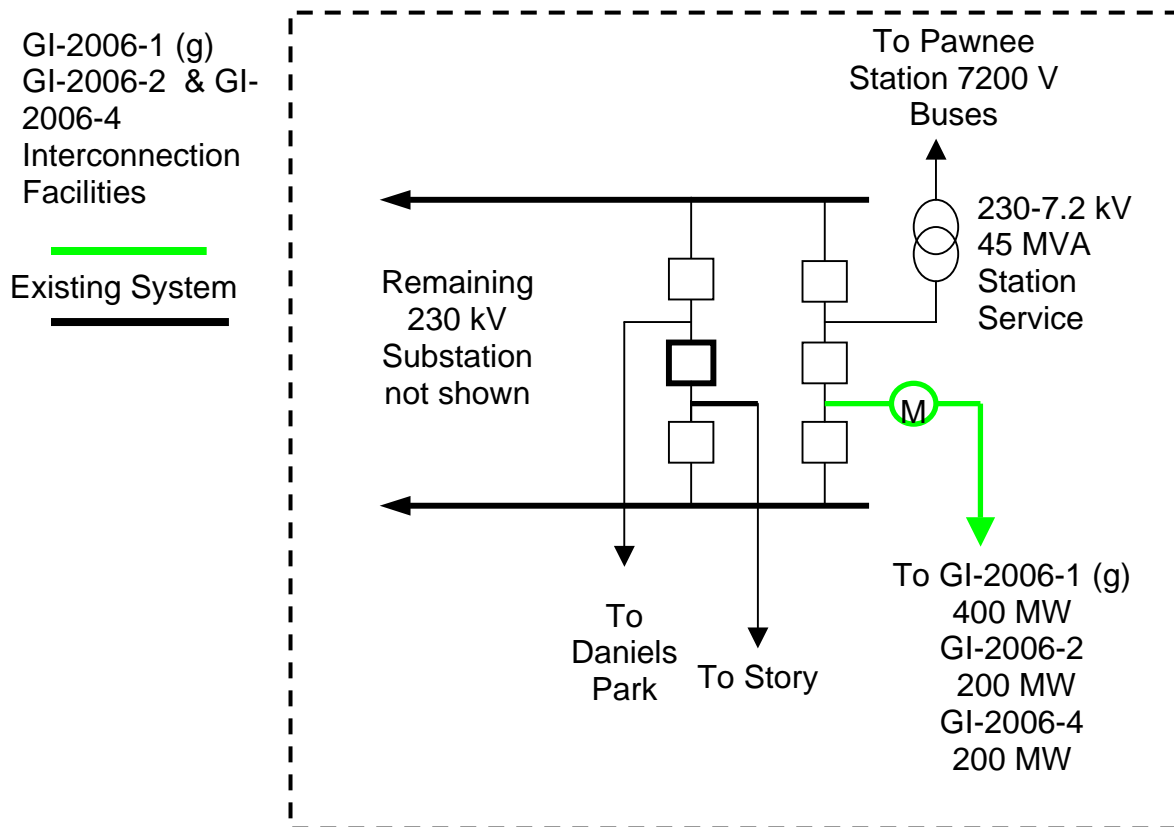 GI-2006-1 (g)
GI-2006-2  & GI-
2006-4
Interconnection
Facilities
Existing System
To Pawnee
Station 7200 V
Buses
230-7.2 kV
45 MVA
Station
Service
Remaining
230 kV
Substation
not shown
M
To
Daniels
Park
To Story
To GI-2006-1 (g)
400 MW
GI-2006-2
200 MW
GI-2006-4
200 MW